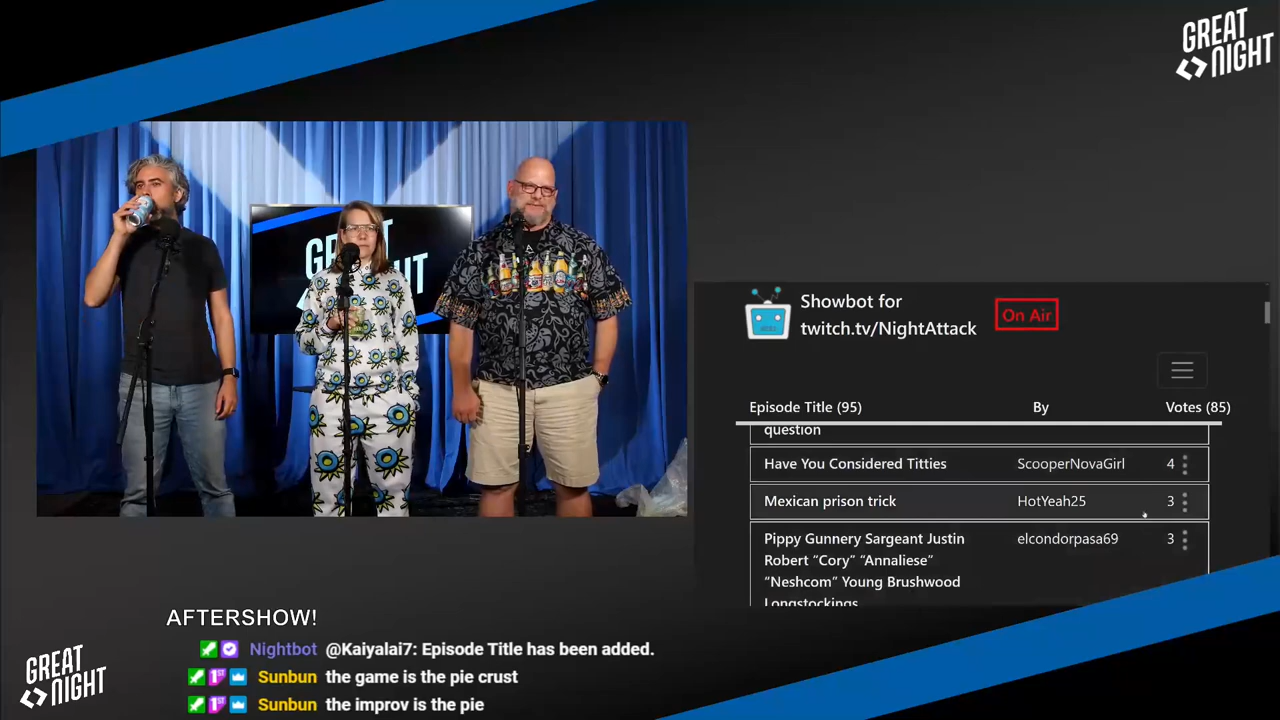 GREAT
NIGHT
GREAT
NIGHT
Showbot for
twitch.tv/NightAttack
On Air
Episode Title (95)
By
Votes (85)
question
Have You Considered Titties
ScooperNovaGirl
4
Mexican prison trick
HotYeah25
3
Pippy Gunnery Sargeant Justin
elcondorpasa69
3
Robert “Cory” “Annaliese”
“Neshcom” Young Brushwood
Longstockings
AFTERSHOW!
Nightbot @Kaiyalai7: Episode Title has been added.
Sunbun the game is the pie crust
Sunbun the improv is the pie
GREAT
NIGHT